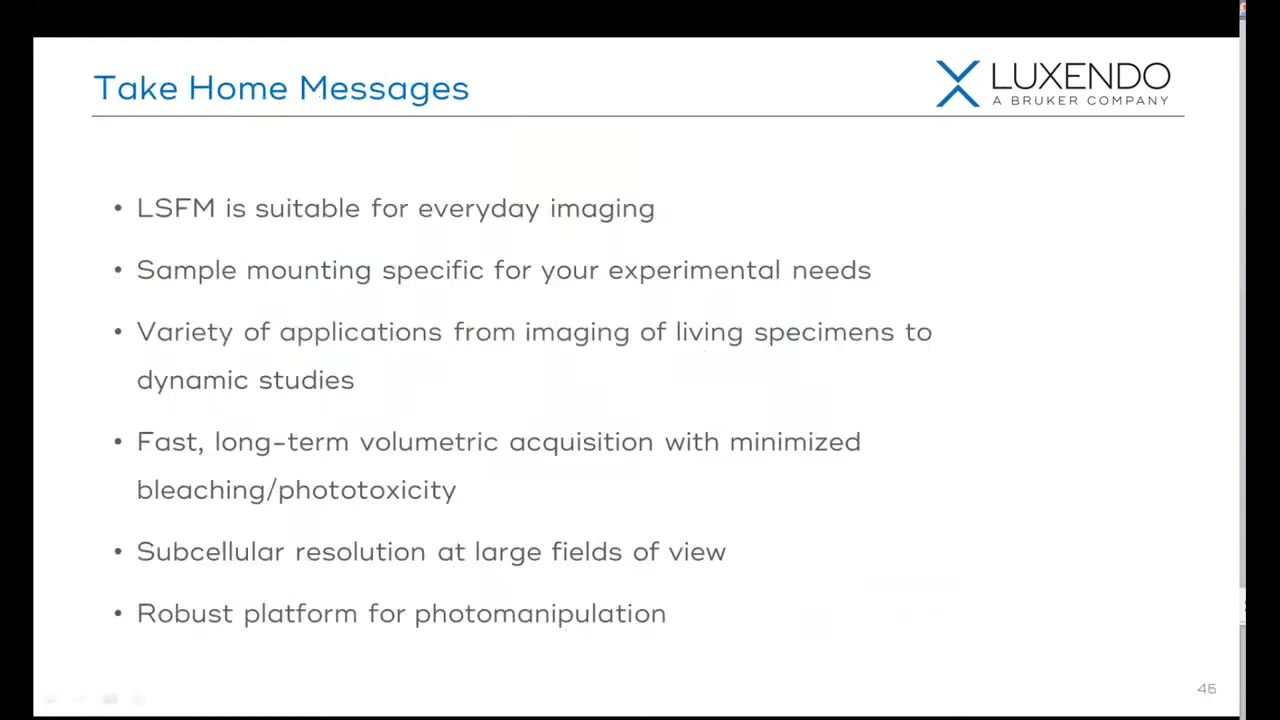 Take Home Messages
LUXENDO
A BRUKER COMPANY
• LSFM is suitable for everyday imaging
• Sample mounting specific for your experimental needs
• Variety of applications from imaging of living specimens to
dynamic studies
• Fast, long-term volumetric acquisition with minimized
bleaching/phototoxicity
• Subcellular resolution at large fields of view
• Robust platform for photomanipulation
45